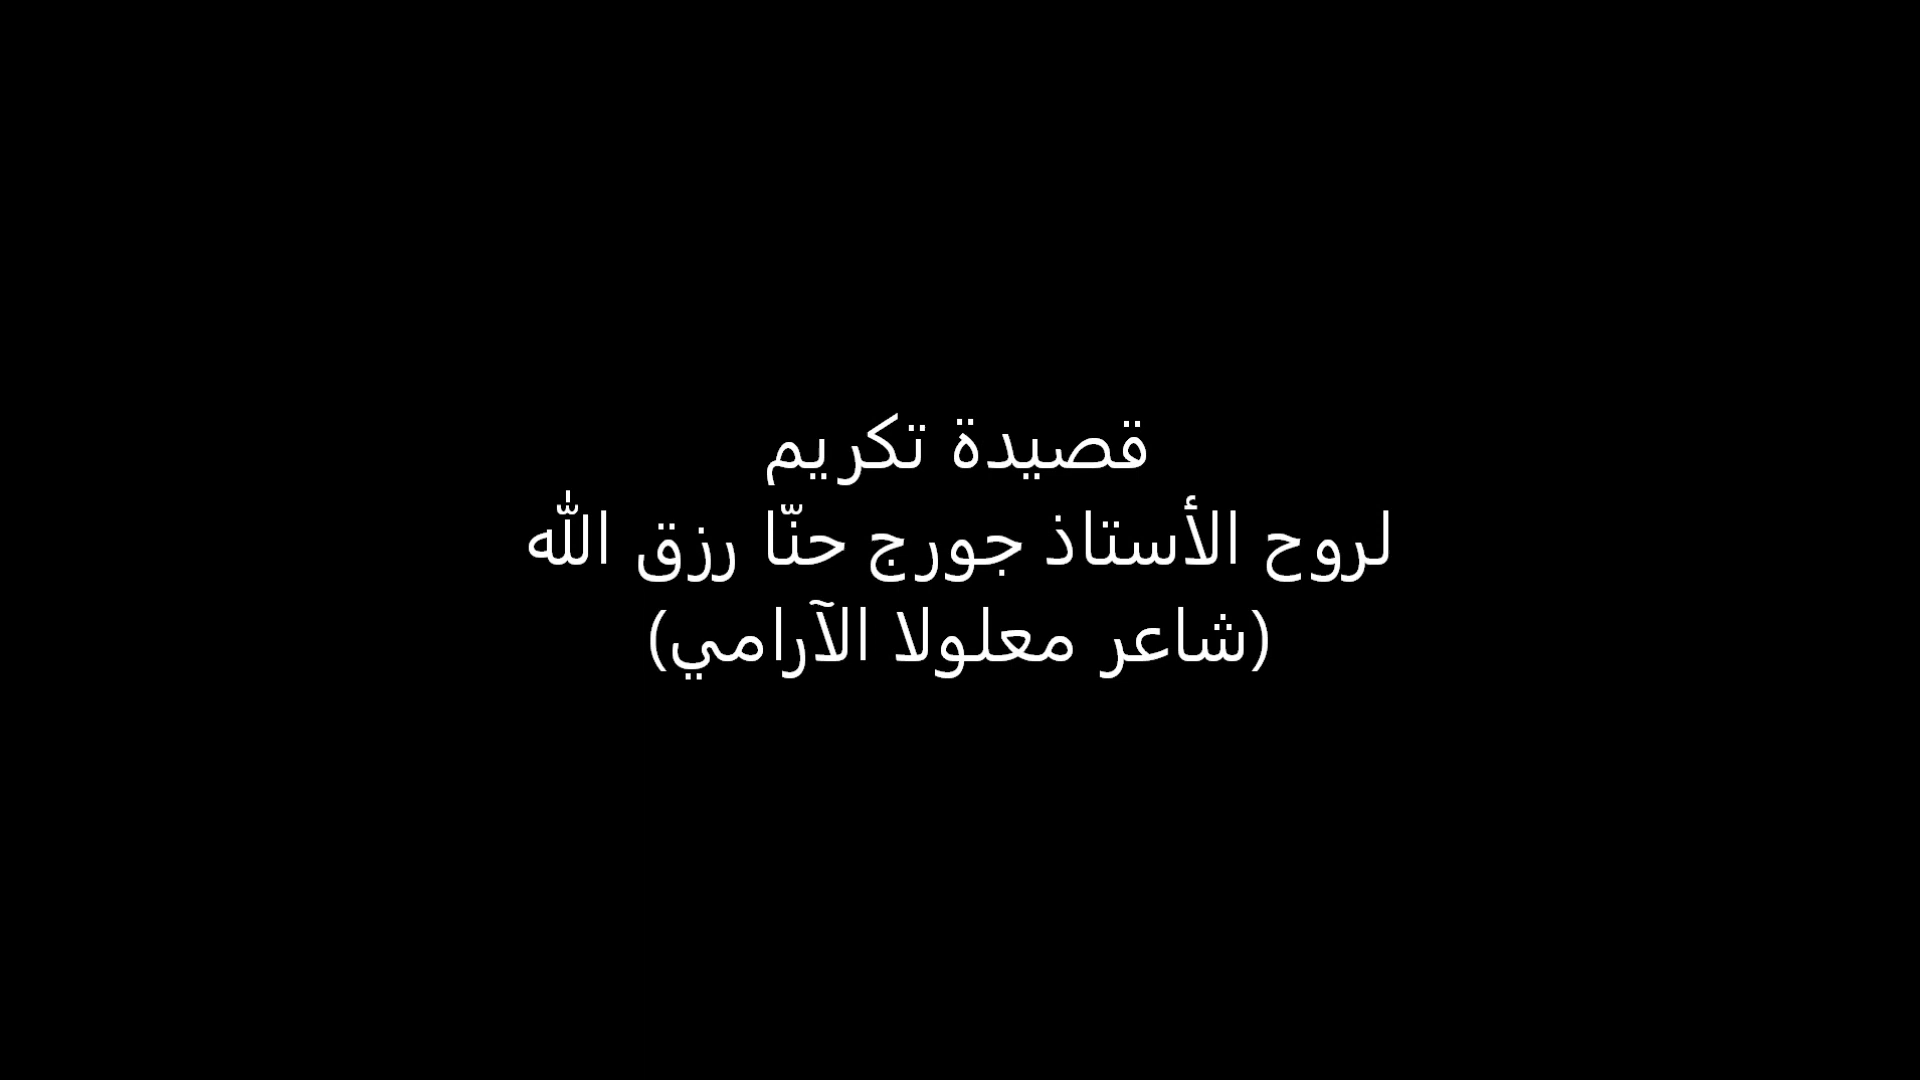 قصيدة تكريم
لروح الأستاذ جورج حنّا رزق الله
(شاعر معلولا الآرامي)